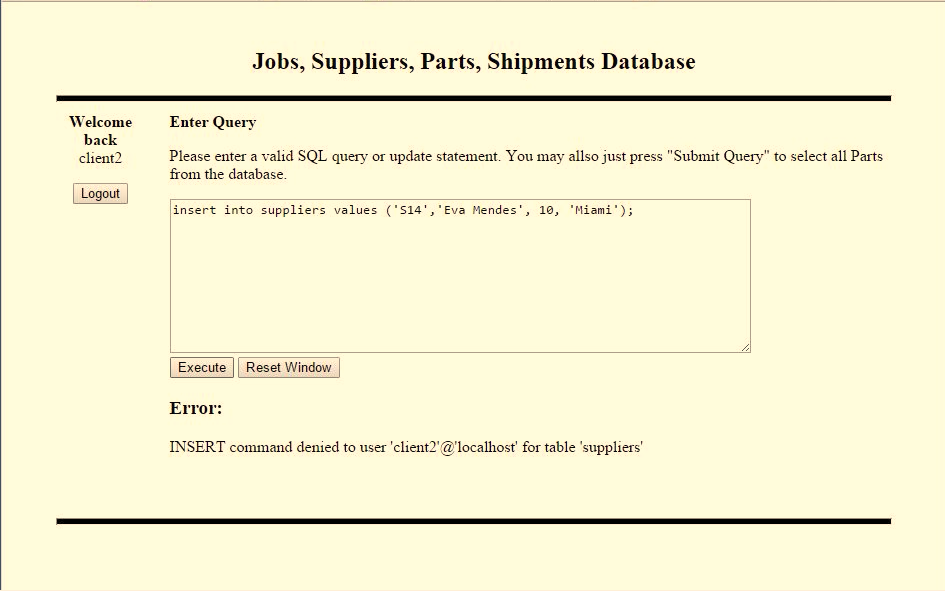 Jobs, Suppliers, Parts, Shipments Database
Welcome
back
client2
Logout
Enter Query
Please enter a valid SQL query or update statement. You may allso just press "Submit Query" to select all Parts
from the database.
insert into suppliers values ('S14','Eva Mendes', 10, 'Miami');
Execute Reset Window
Error:
INSERT command denied to user 'client2'@'localhost' for table 'suppliers'